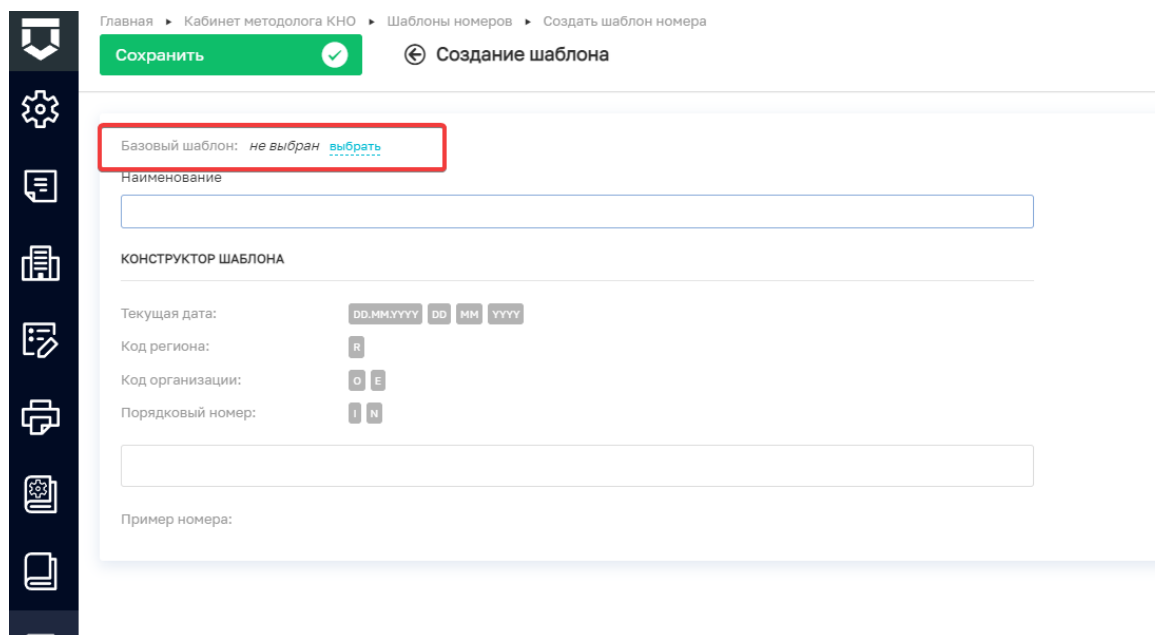 Главная ▸ Кабинет методолога КНО ▸ Шаблоны номеров ▸ Создать шаблон номера
Сохранить
Создание шаблона
Базовый шаблон: не выбран выбрать
Наименование
КОНСТРУКТОР ШАБЛОНА
Текущая дата: DD.MM.YYYY DD MM YYYY
Код региона: R
Код организации: O E
Порядковый номер: I N
Пример номера: